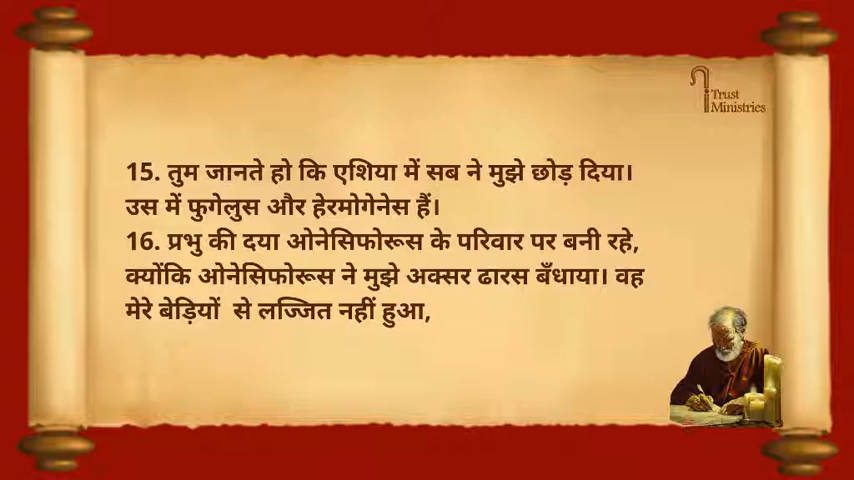 Trust
Ministries
15. तुम जानते हो कि एशिया में सब ने मुझे छोड़ दिया।
उस में फुगेलुस और हेरमोगेनेस हैं।
16. प्रभु की दया ओनेसिफोरूस के परिवार पर बनी रहे,
क्योंकि ओनेसिफोरूस ने मुझे अक्सर ढारस बँधाया। वह
मेरे बेड़ियों  से लज्जित नहीं हुआ,